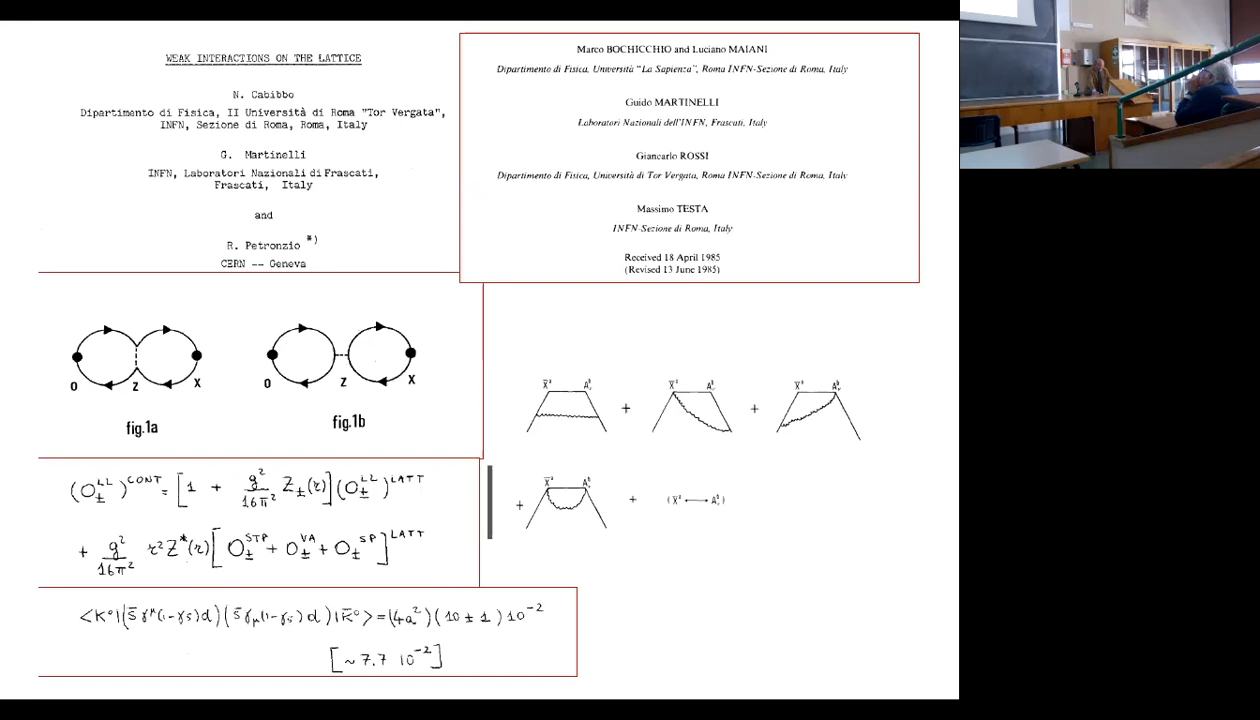 WEAK INTERACTIONS ON THE LATTICE
N. Cabibbo
Dipartimento di Fisica, II Università di Roma "Tor Vergata",
INFN, Sezione di Roma, Roma, Italy
G. Martinelli
INFN, Laboratori Nazionali di Frascati,
Frascati, Italy
and
R. Petronzio *)
CERN -- Geneva
Marco BOCHICCHIO and Luciano MAIANI
Dipartimento di Fisica, Università "La Sapienza", Roma INFN-Sezione di Roma, Italy
Guido MARTINELLI
Laboratori Nazionali dell'INFN, Frascati, Italy
Giancarlo ROSSI
Dipartimento di Fisica, Università di Tor Vergata, Roma INFN-Sezione di Roma, Italy
Massimo TESTA
INFN-Sezione di Roma, Italy
Received 18 April 1985
(Revised 13 June 1985)
O Z X O Z X
fig.1a fig.1b
(O±^LL)^CONT = [1 + g²/16π² Z±(r)] (O±^LL)^LATT
+ g²/16π² r² Z*(r) [O±^STP + O±^VA + O±^SP]^LATT
<K⁰|(s̄ γ^μ(1-γ5)d)(s̄ γ_μ(1-γ5)d)|K̄⁰> = (4a²)(10 ± 1) 10⁻²
[~ 7.7 10⁻²]
+ +
+ +